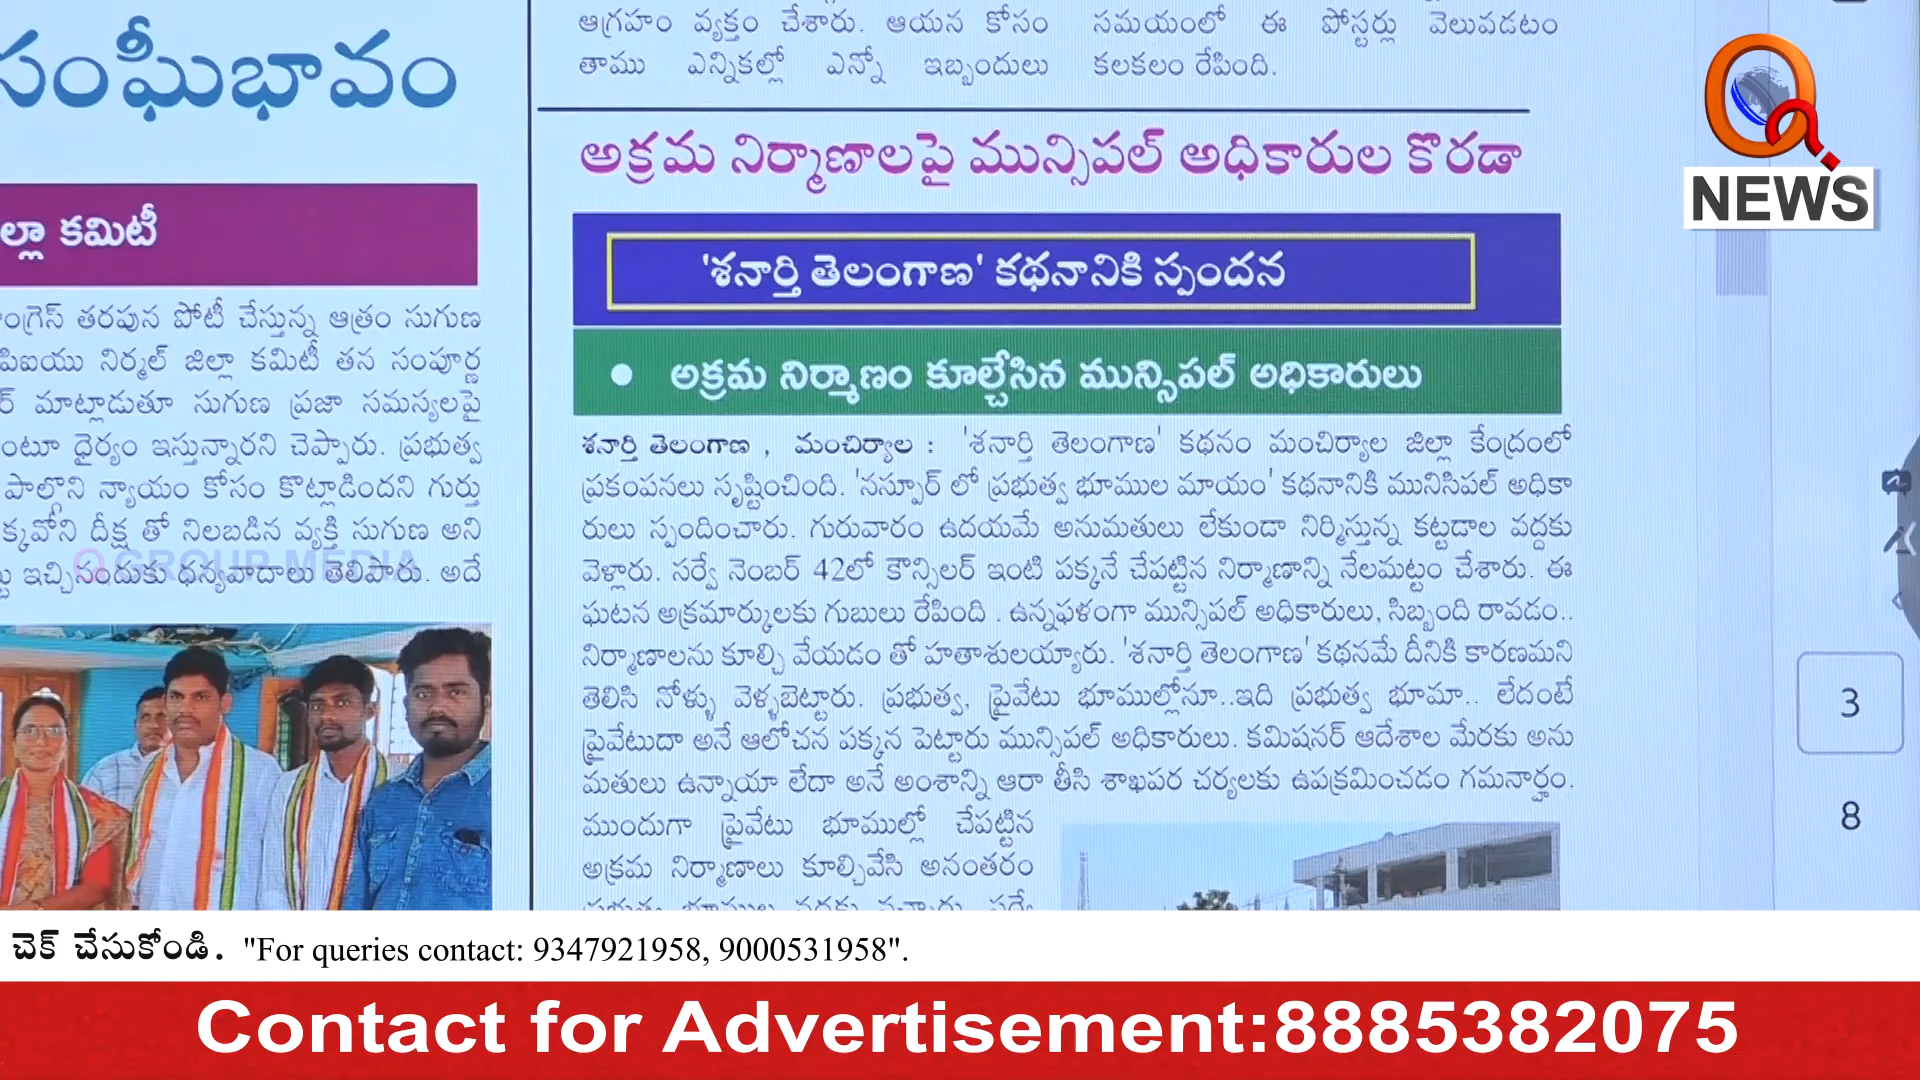 సంఘీభావం
ల్లా కమిటీ
ంగ్రెస్ తరపున పోటీ చేస్తున్న ఆత్రం సుగుణ
పిఐయు నిర్మల్ జిల్లా కమిటీ తన సంపూర్ణ
ర్ మాట్లాడుతూ సుగుణ ప్రజా సమస్యలపై
ంటూ ధైర్యం ఇస్తున్నారని చెప్పారు. ప్రభుత్వ
పాల్గొని న్యాయం కోసం కొట్లాడిందని గుర్తు
క్కవోని దీక్ష తో నిలబడిన వ్యక్తి సుగుణ అని
ఇచ్చినందుకు ధన్యవాదాలు తెలిపారు. అదే
GROUP MEDIA
ఆగ్రహం వ్యక్తం చేశారు. ఆయన కోసం
తాము ఎన్నికల్లో ఎన్నో ఇబ్బందులు
సమయంలో ఈ పోస్టర్లు వెలువడటం
కలకలం రేపింది.
అక్రమ నిర్మాణాలపై మున్సిపల్ అధికారుల కొరడా
'శనార్తి తెలంగాణ' కథనానికి స్పందన
• అక్రమ నిర్మాణం కూల్చేసిన మున్సిపల్ అధికారులు
శనార్తి తెలంగాణ , మంచిర్యాల : 'శనార్తి తెలంగాణ' కథనం మంచిర్యాల జిల్లా కేంద్రంలో
ప్రకంపనలు సృష్టించింది. 'నస్పూర్ లో ప్రభుత్వ భూముల మాయం' కథనానికి మునిసిపల్ అధికా
రులు స్పందించారు. గురువారం ఉదయమే అనుమతులు లేకుండా నిర్మిస్తున్న కట్టడాల వద్దకు
వెళ్లారు. సర్వే నెంబర్ 42లో కౌన్సిలర్ ఇంటి పక్కనే చేపట్టిన నిర్మాణాన్ని నేలమట్టం చేశారు. ఈ
ఘటన అక్రమార్కులకు గుబులు రేపింది . ఉన్నఫళంగా మున్సిపల్ అధికారులు, సిబ్బంది రావడం..
నిర్మాణాలను కూల్చి వేయడం తో హతాశులయ్యారు. 'శనార్తి తెలంగాణ' కథనమే దీనికి కారణమని
తెలిసి నోళ్ళు వెళ్ళబెట్టారు. ప్రభుత్వ, ప్రైవేటు భూముల్లోనూ..ఇది ప్రభుత్వ భూమా.. లేదంటే
ప్రైవేటుదా అనే ఆలోచన పక్కన పెట్టారు మున్సిపల్ అధికారులు. కమిషనర్ ఆదేశాల మేరకు అను
మతులు ఉన్నాయా లేదా అనే అంశాన్ని ఆరా తీసి శాఖపర చర్యలకు ఉపక్రమించడం గమనార్హం.
ముందుగా ప్రైవేటు భూముల్లో చేపట్టిన
అక్రమ నిర్మాణాలు కూల్చివేసి అనంతరం
Q NEWS
3
8
చెక్ చేసుకోండి. "For queries contact: 9347921958, 9000531958".
Contact for Advertisement:8885382075